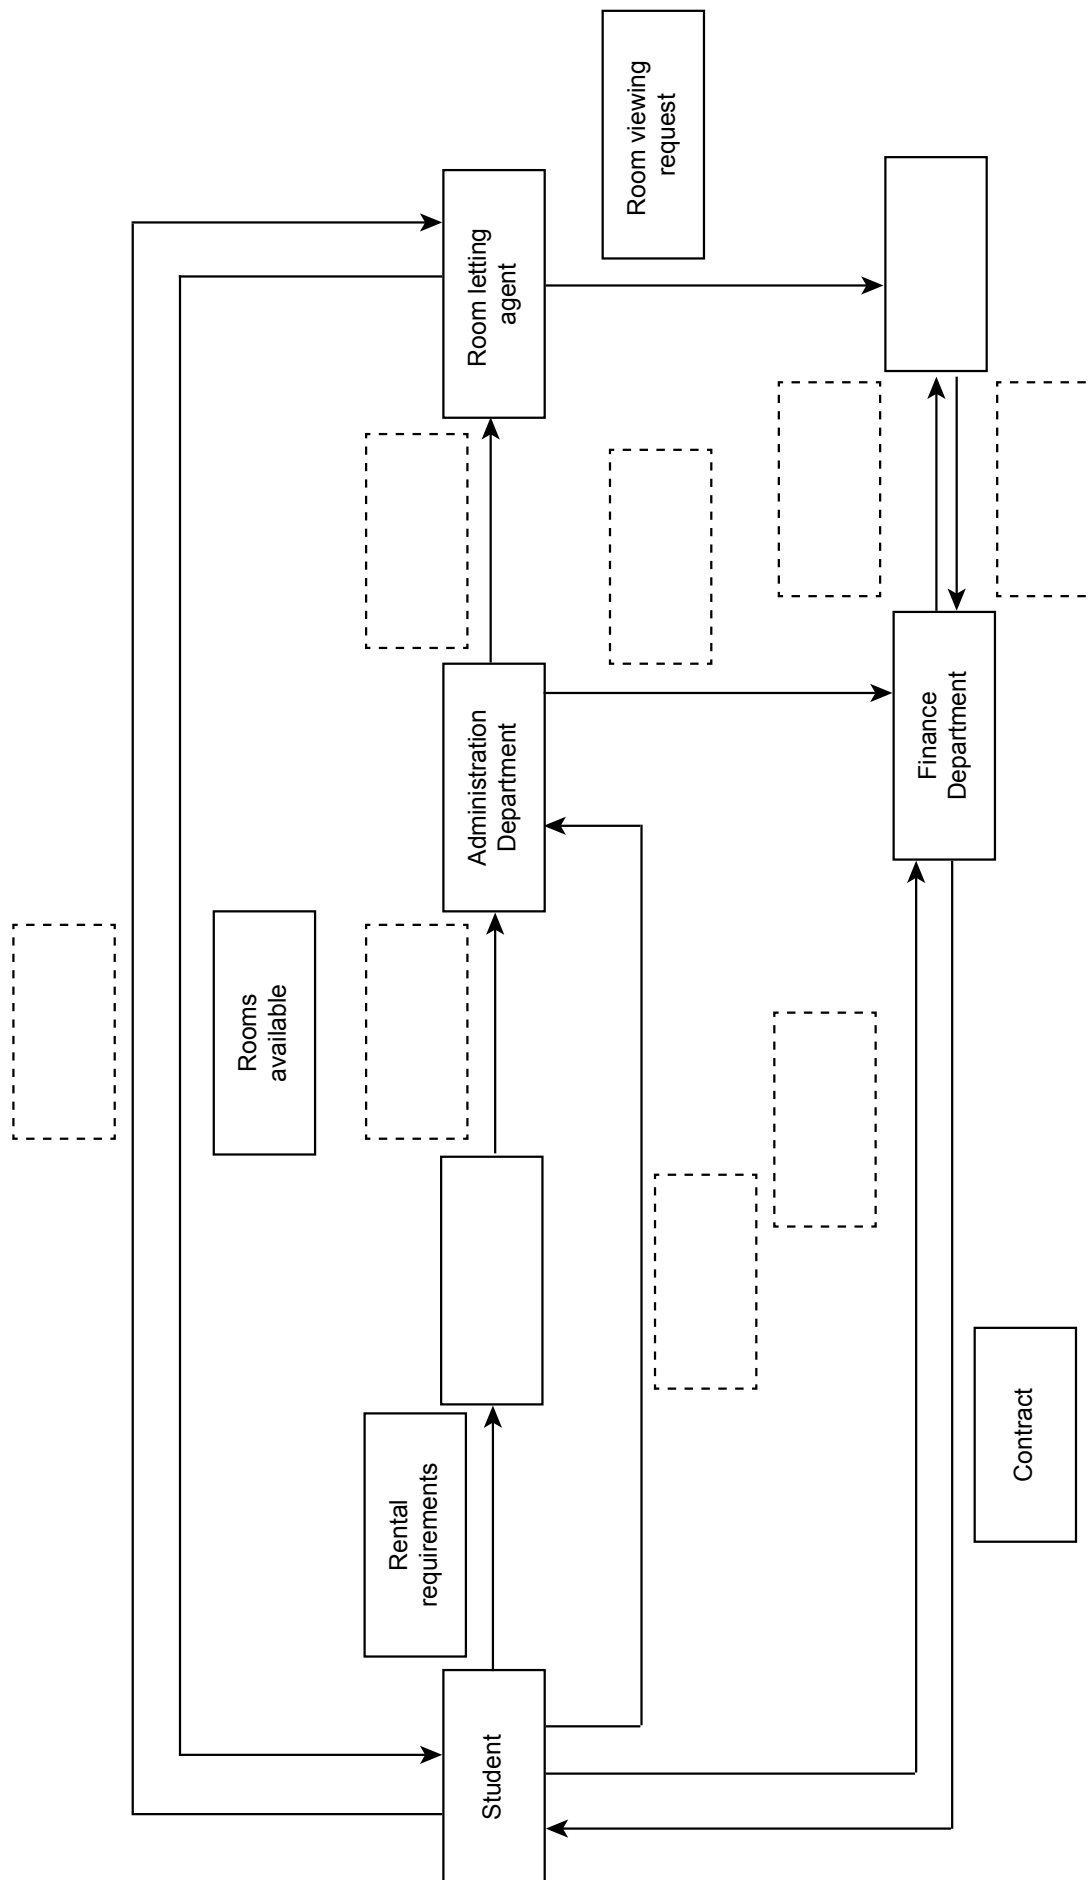 Student
Rental
requirements
Rooms
available
Administration
Department
Room letting
agent
Room viewing
request
Finance
Department
Contract